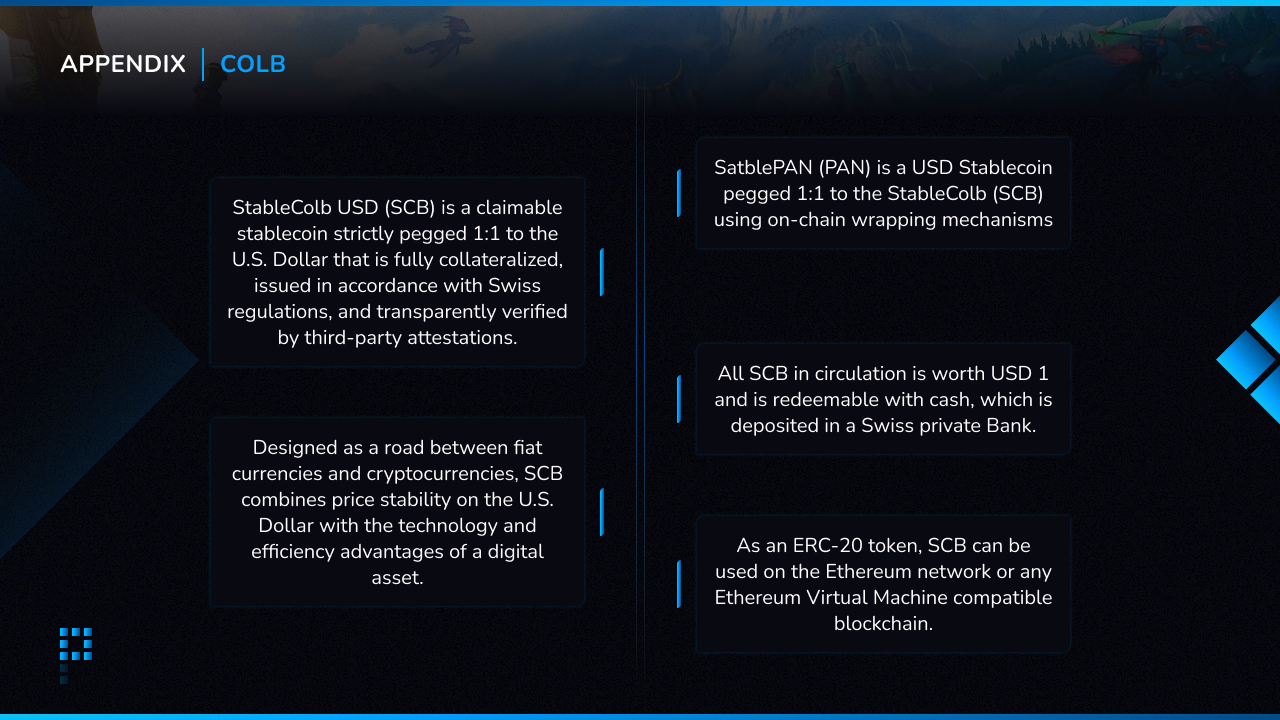 APPENDIX | COLB
StableColb USD (SCB) is a claimable
stablecoin strictly pegged 1:1 to the
U.S. Dollar that is fully collateralized,
issued in accordance with Swiss
regulations, and transparently verified
by third-party attestations.
Designed as a road between fiat
currencies and cryptocurrencies, SCB
combines price stability on the U.S.
Dollar with the technology and
efficiency advantages of a digital
asset.
SatblePAN (PAN) is a USD Stablecoin
pegged 1:1 to the StableColb (SCB)
using on-chain wrapping mechanisms
All SCB in circulation is worth USD 1
and is redeemable with cash, which is
deposited in a Swiss private Bank.
As an ERC-20 token, SCB can be
used on the Ethereum network or any
Ethereum Virtual Machine compatible
blockchain.